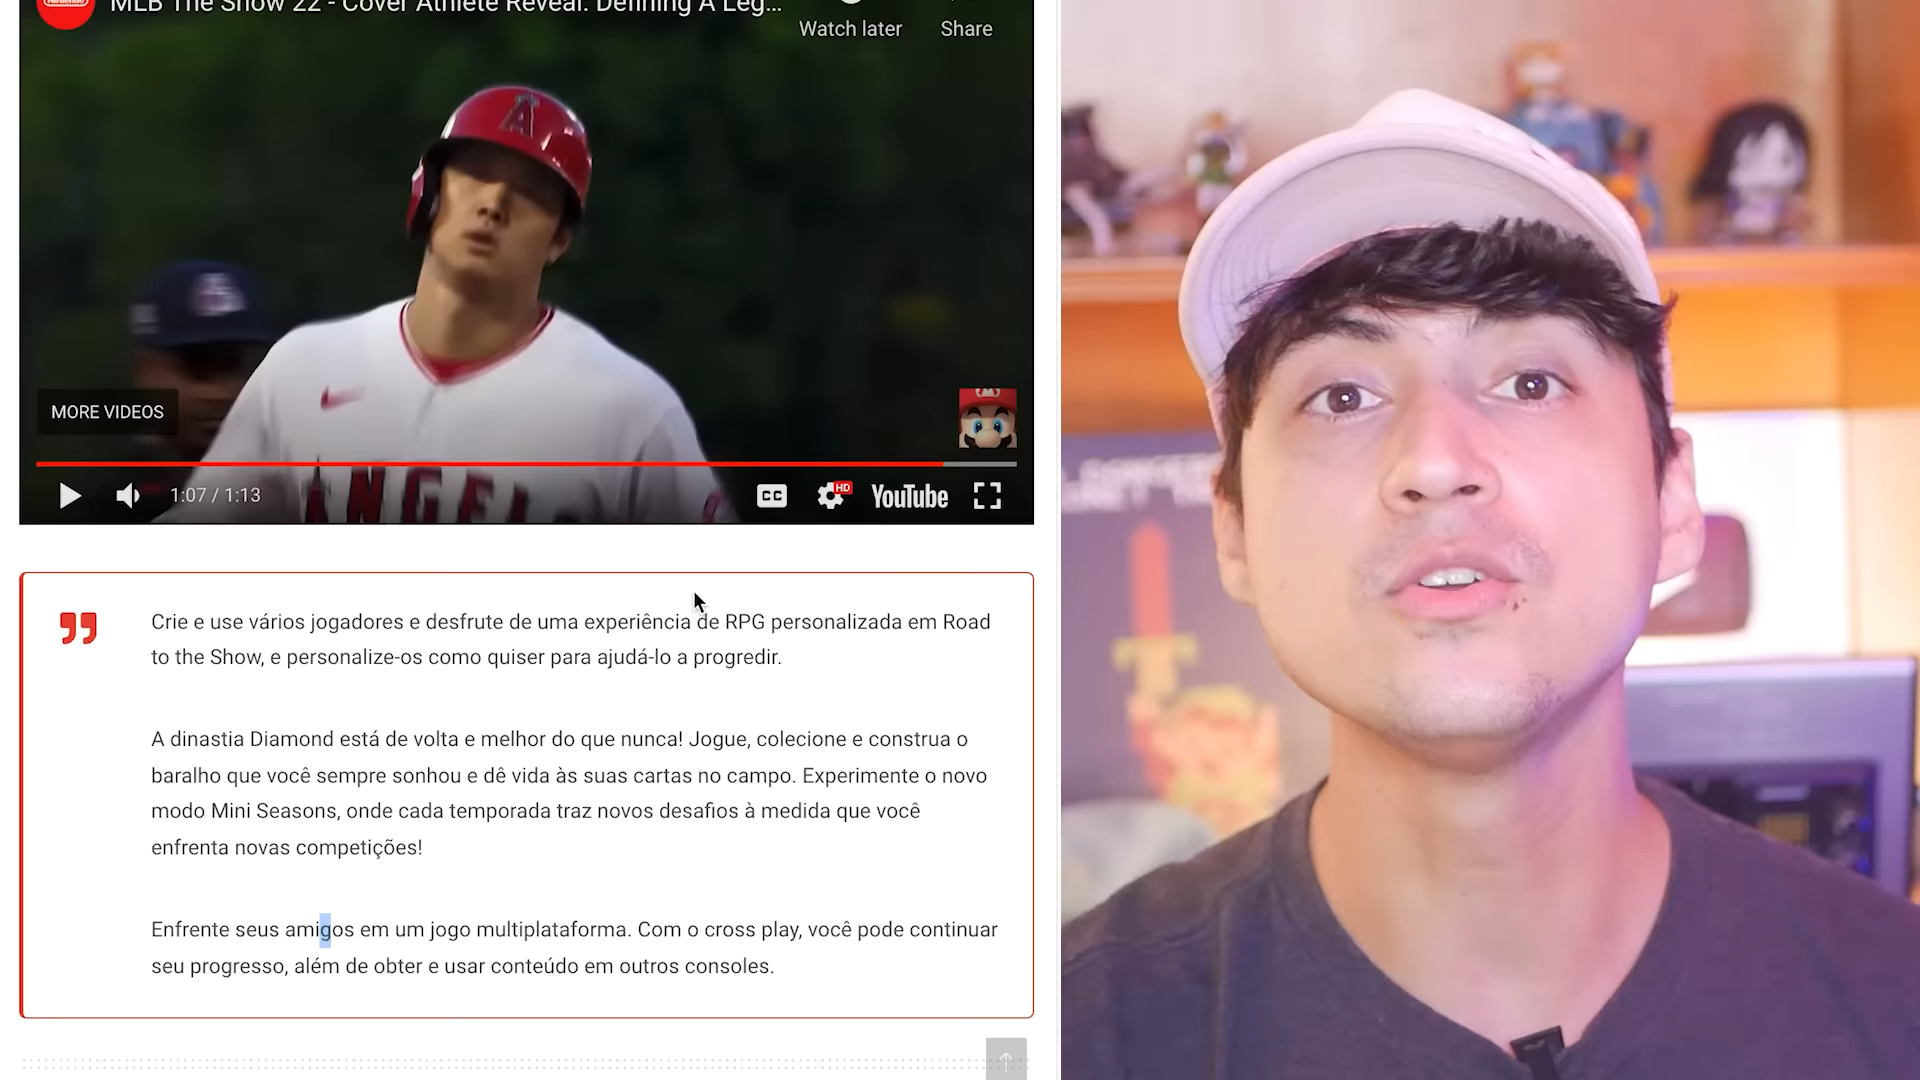 Nintendo
MLB The Show 22 - Cover Athlete Reveal: Defining A Leg...
Watch later
Share
A
MORE VIDEOS
ANGEL
1:07 / 1:13
CC
HD
YouTube
Crie e use vários jogadores e desfrute de uma experiência de RPG personalizada em Road
to the Show, e personalize-os como quiser para ajudá-lo a progredir.
A dinastia Diamond está de volta e melhor do que nunca! Jogue, colecione e construa o
baralho que você sempre sonhou e dê vida às suas cartas no campo. Experimente o novo
modo Mini Seasons, onde cada temporada traz novos desafios à medida que você
enfrenta novas competições!
Enfrente seus amigos em um jogo multiplataforma. Com o cross play, você pode continuar
seu progresso, além de obter e usar conteúdo em outros consoles.